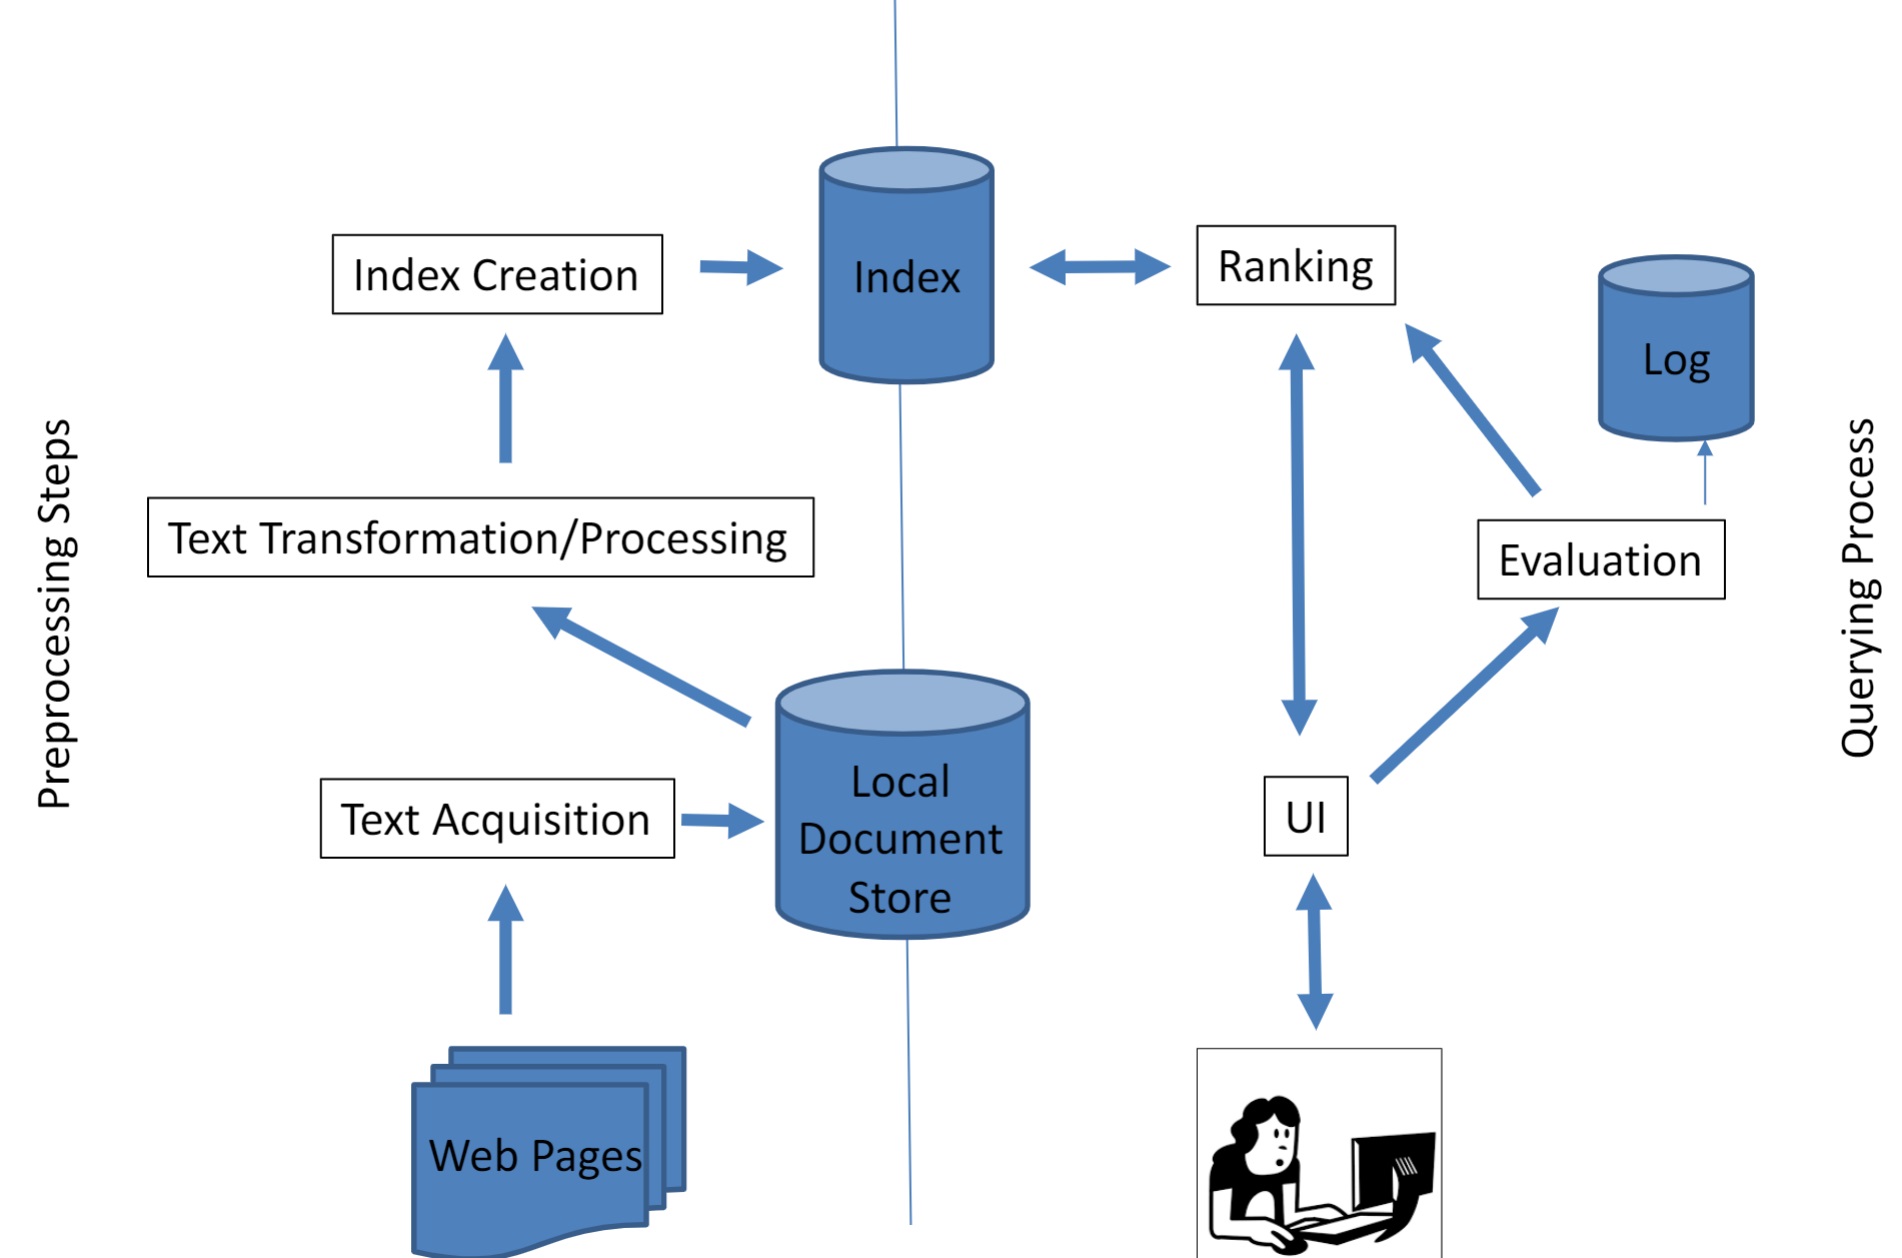 Index Creation
Index
Ranking
Log
Preprocessing Steps
Text Transformation/Processing
Evaluation
Querying Process
Text Acquisition
Local
Document
Store
UI
Web Pages